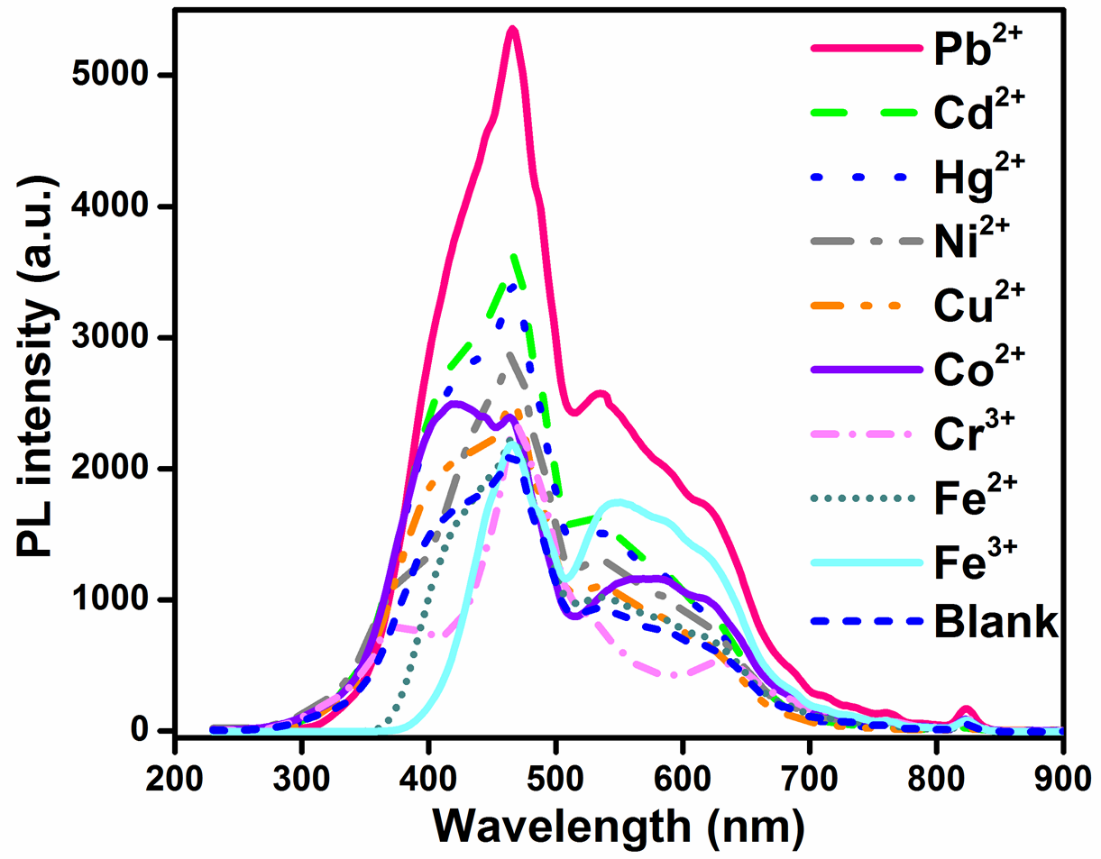 PL intensity (a.u.)
5000
4000
3000
2000
1000
0
200 300 400 500 600 700 800 900
Wavelength (nm)
Pb²⁺
Cd²⁺
Hg²⁺
Ni²⁺
Cu²⁺
Co²⁺
Cr³⁺
Fe²⁺
Fe³⁺
Blank